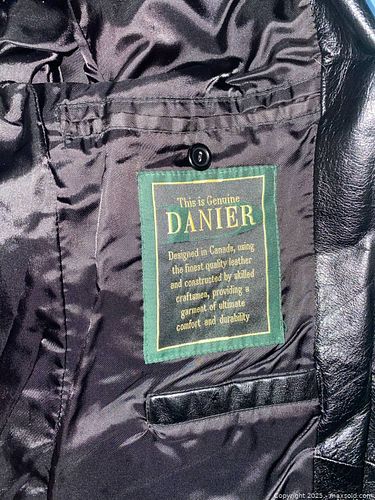 This is Genuine
DANIER
Designed in Canada, using
the finest quality leather
and constructed by skilled
craftsmen, providing a
garment of ultimate
comfort and durability
Copyright 2025 - maxsold.com